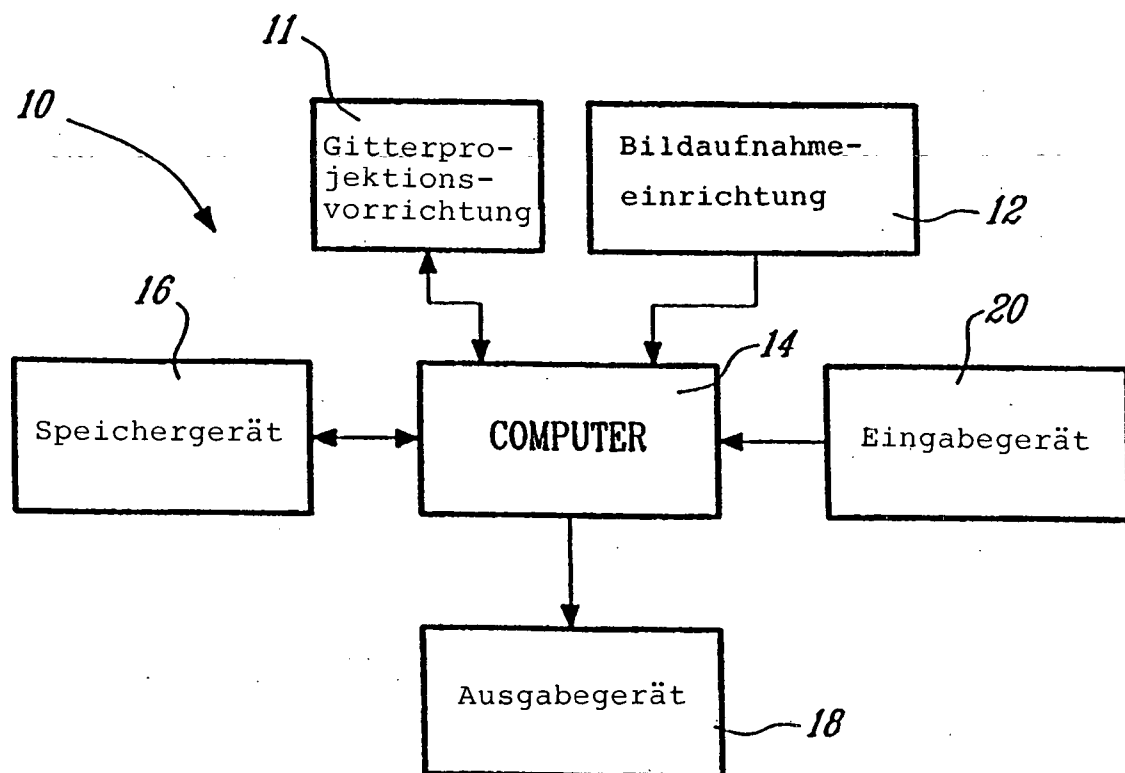 11
10
Gitterpro-
jektions-
vorrichtung
Bildaufnahme-
einrichtung
12
16
14
20
Speichergerät
COMPUTER
Eingabegerät
Ausgabegerät
18